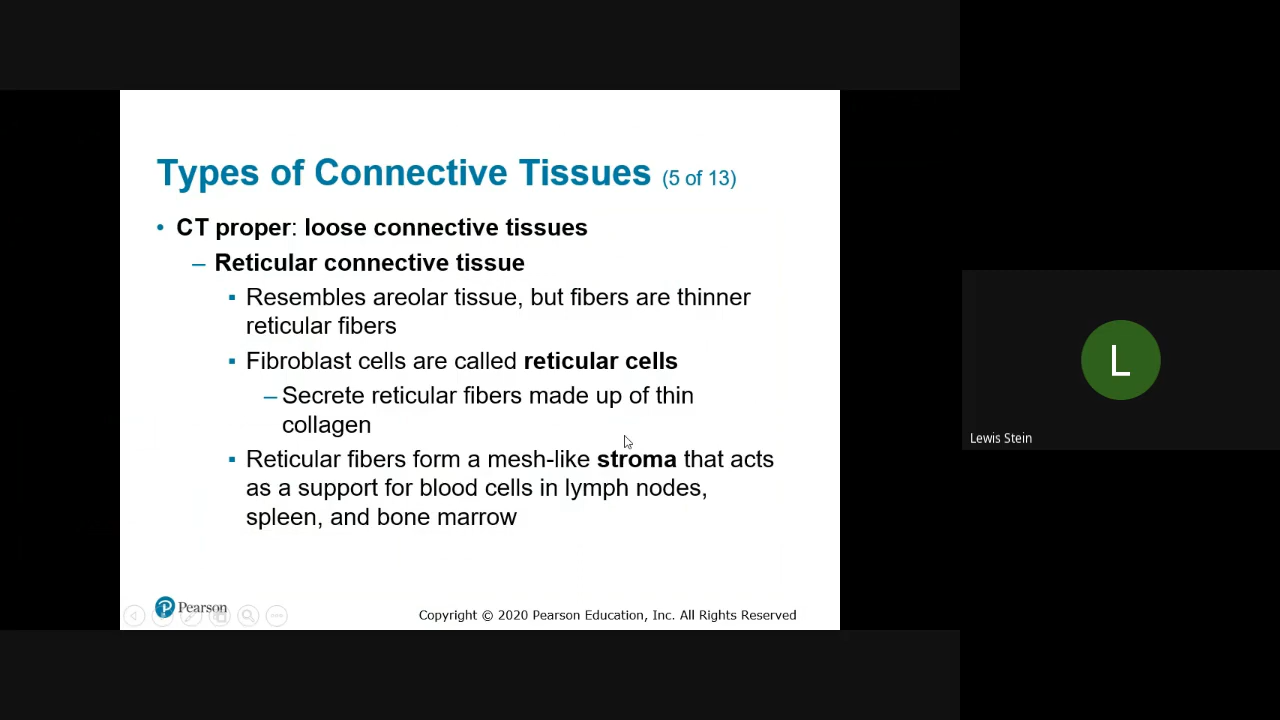 Types of Connective Tissues (5 of 13)
• CT proper: loose connective tissues
– Reticular connective tissue
▪ Resembles areolar tissue, but fibers are thinner
reticular fibers
▪ Fibroblast cells are called reticular cells
– Secrete reticular fibers made up of thin
collagen
▪ Reticular fibers form a mesh-like stroma that acts
as a support for blood cells in lymph nodes,
spleen, and bone marrow
P Pearson
Copyright © 2020 Pearson Education, Inc. All Rights Reserved
L
Lewis Stein